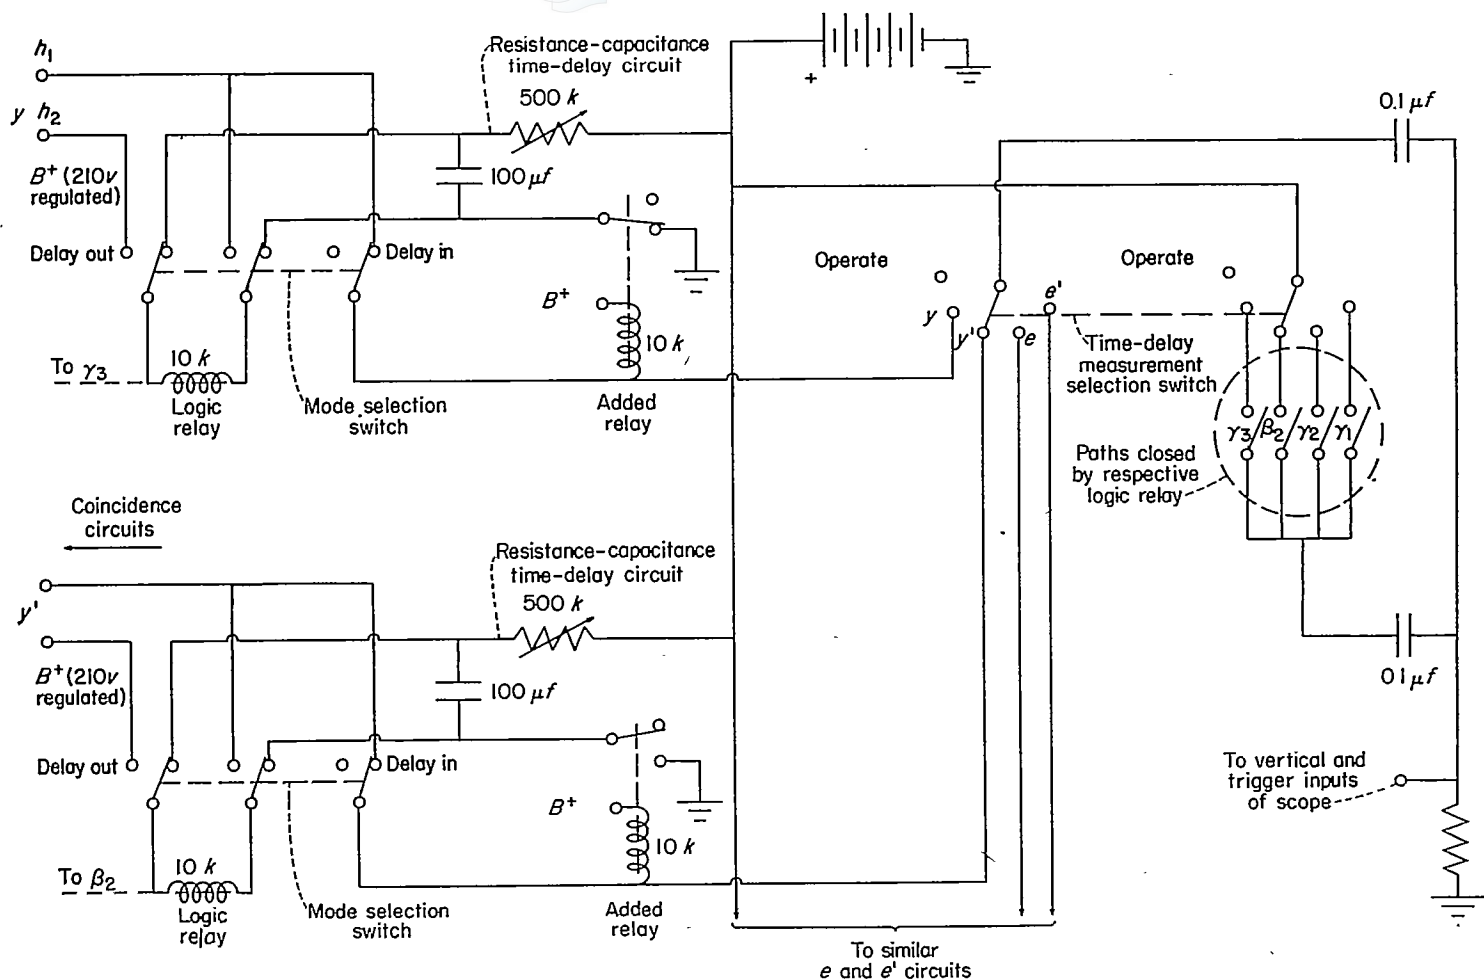 h₁
Resistance-capacitance
time-delay circuit
500 k
+
0.1 μf
y h₂
B⁺ (210v
regulated)
100 μf
Delay out
Delay in
Operate
Operate
B⁺
10 k
y
y'
e
e'
Time-delay
measurement
selection switch
To γ3
10 k
Logic
relay
Mode selection
switch
Added
relay
γ3
β2
γ2
γ1
Paths closed
by respective
logic relay
Coincidence
circuits
Resistance-capacitance
time-delay circuit
500 k
y'
B⁺ (210v
regulated)
100 μf
01 μf
Delay out
Delay in
To vertical and
trigger inputs
of scope
B⁺
10 k
To β2
10 k
Logic
relay
Mode selection
switch
Added
relay
To similar
e and e' circuits